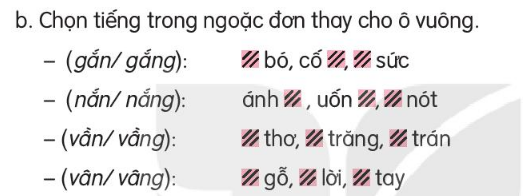 b. Chọn tiếng trong ngoặc đơn thay cho ô vuông.
– (gắn/ gắng): bó, cố , sức
– (nắn/ nắng): ánh , uốn , nót
– (vần/ vầng): thơ, trăng, trán
– (vân/ vâng): gỗ, lời, tay